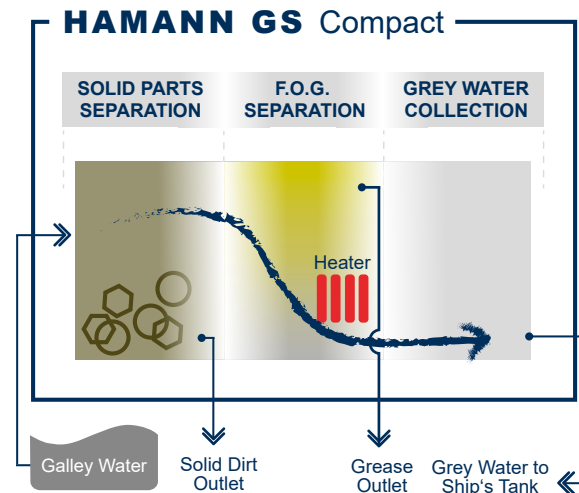 HAMANN GS Compact
SOLID PARTS
SEPARATION
F.O.G.
SEPARATION
GREY WATER
COLLECTION
Heater
Galley Water
Solid Dirt
Outlet
Grease
Outlet
Grey Water to
Ship‘s Tank